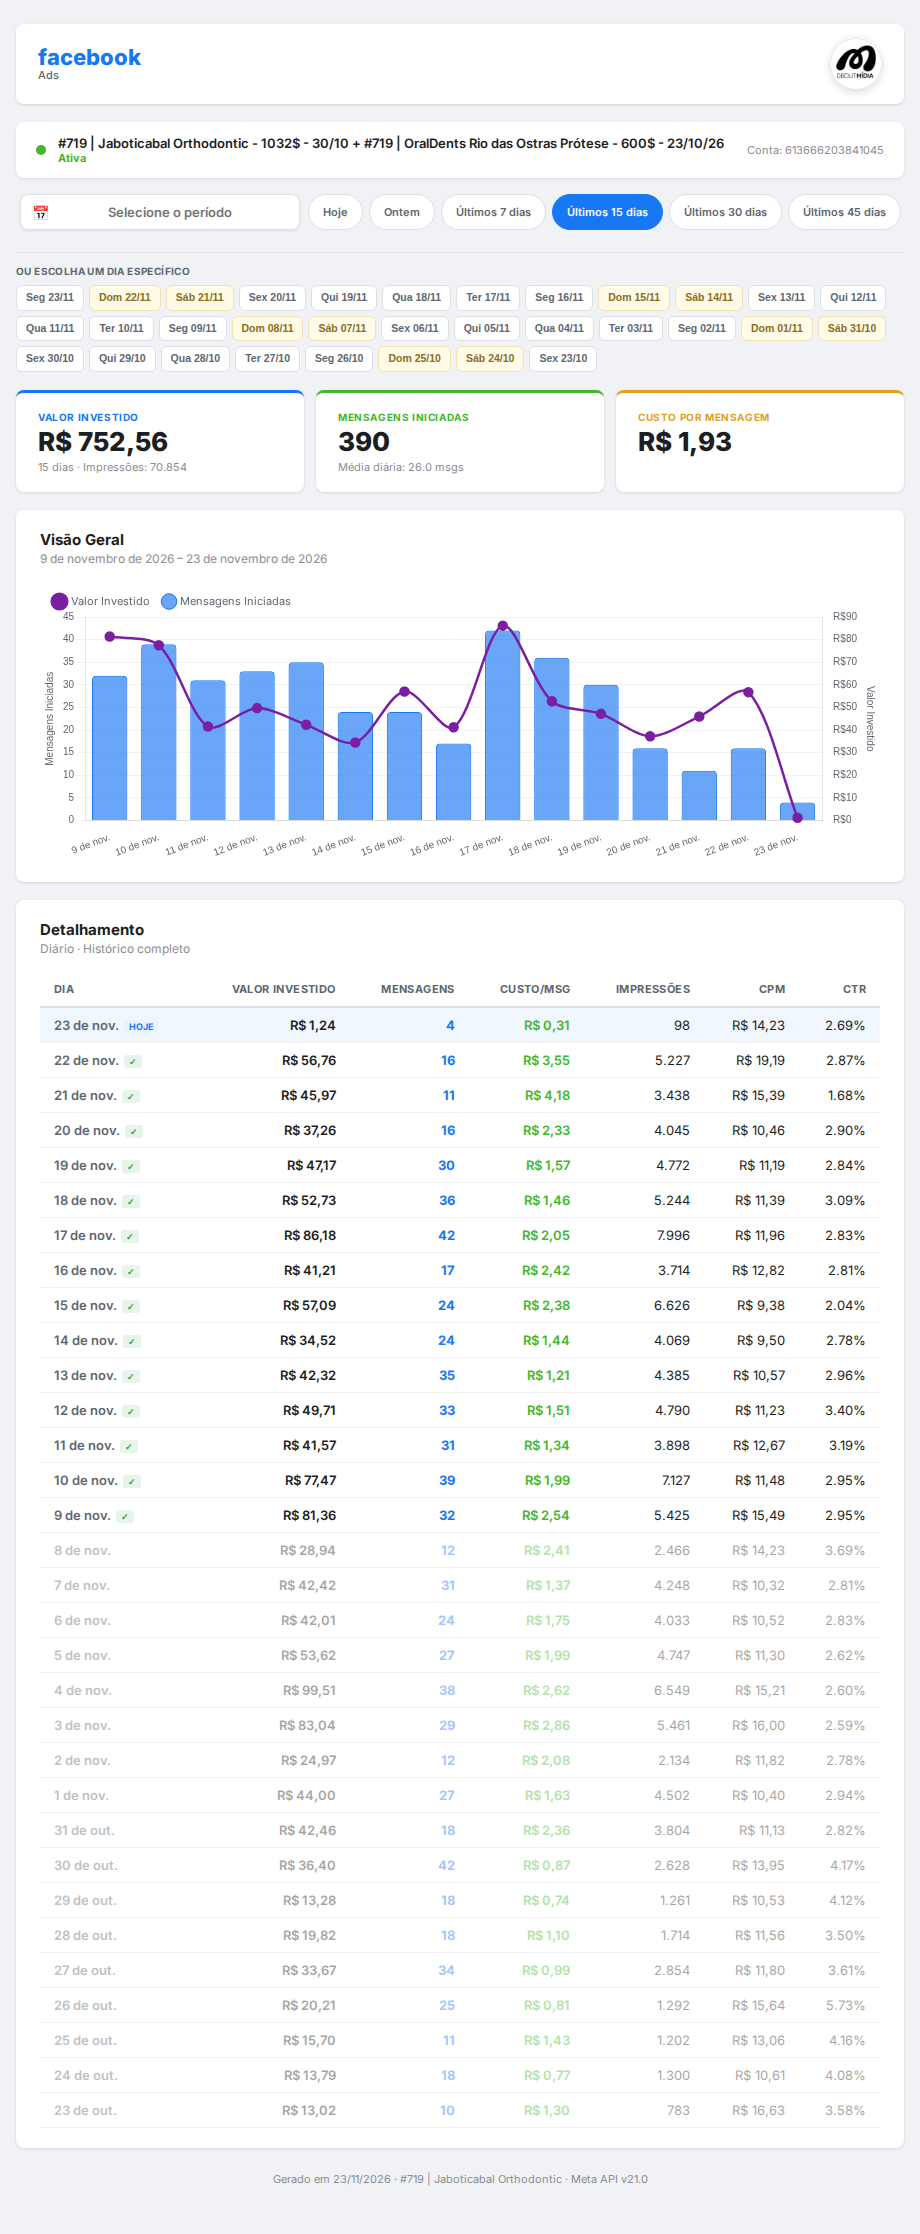 facebook
Ads
DBOUTMÍDIA
#719 | Jaboticabal Orthodontic - 1032$ - 30/10 + #719 | OralDents Rio das Ostras Prótese - 600$ - 23/10/26
Ativa
Conta: 613666203841045
📅 Selecione o período Hoje Ontem Últimos 7 dias Últimos 15 dias Últimos 30 dias Últimos 45 dias
OU ESCOLHA UM DIA ESPECÍFICO
Seg 23/11 Dom 22/11 Sáb 21/11 Sex 20/11 Qui 19/11 Qua 18/11 Ter 17/11 Seg 16/11 Dom 15/11 Sáb 14/11 Sex 13/11 Qui 12/11
Qua 11/11 Ter 10/11 Seg 09/11 Dom 08/11 Sáb 07/11 Sex 06/11 Qui 05/11 Qua 04/11 Ter 03/11 Seg 02/11 Dom 01/11 Sáb 31/10
Sex 30/10 Qui 29/10 Qua 28/10 Ter 27/10 Seg 26/10 Dom 25/10 Sáb 24/10 Sex 23/10
VALOR INVESTIDO
R$ 752,56
15 dias · Impressões: 70.854
MENSAGENS INICIADAS
390
Média diária: 26.0 msgs
CUSTO POR MENSAGEM
R$ 1,93
Visão Geral
9 de novembro de 2026 – 23 de novembro de 2026
Valor Investido Mensagens Iniciadas
45
40
35
30
25
20
15
10
5
0
Mensagens Iniciadas
R$90
R$80
R$70
R$60
R$50
R$40
R$30
R$20
R$10
R$0
Valor Investido
9 de nov. 10 de nov. 11 de nov. 12 de nov. 13 de nov. 14 de nov. 15 de nov. 16 de nov. 17 de nov. 18 de nov. 19 de nov. 20 de nov. 21 de nov. 22 de nov. 23 de nov.
Detalhamento
Diário · Histórico completo
DIA VALOR INVESTIDO MENSAGENS CUSTO/MSG IMPRESSÕES CPM CTR
23 de nov. HOJE R$ 1,24 4 R$ 0,31 98 R$ 14,23 2.69%
22 de nov. ✓ R$ 56,76 16 R$ 3,55 5.227 R$ 19,19 2.87%
21 de nov. ✓ R$ 45,97 11 R$ 4,18 3.438 R$ 15,39 1.68%
20 de nov. ✓ R$ 37,26 16 R$ 2,33 4.045 R$ 10,46 2.90%
19 de nov. ✓ R$ 47,17 30 R$ 1,57 4.772 R$ 11,19 2.84%
18 de nov. ✓ R$ 52,73 36 R$ 1,46 5.244 R$ 11,39 3.09%
17 de nov. ✓ R$ 86,18 42 R$ 2,05 7.996 R$ 11,96 2.83%
16 de nov. ✓ R$ 41,21 17 R$ 2,42 3.714 R$ 12,82 2.81%
15 de nov. ✓ R$ 57,09 24 R$ 2,38 6.626 R$ 9,38 2.04%
14 de nov. ✓ R$ 34,52 24 R$ 1,44 4.069 R$ 9,50 2.78%
13 de nov. ✓ R$ 42,32 35 R$ 1,21 4.385 R$ 10,57 2.96%
12 de nov. ✓ R$ 49,71 33 R$ 1,51 4.790 R$ 11,23 3.40%
11 de nov. ✓ R$ 41,57 31 R$ 1,34 3.898 R$ 12,67 3.19%
10 de nov. ✓ R$ 77,47 39 R$ 1,99 7.127 R$ 11,48 2.95%
9 de nov. ✓ R$ 81,36 32 R$ 2,54 5.425 R$ 15,49 2.95%
8 de nov. R$ 28,94 12 R$ 2,41 2.466 R$ 14,23 3.69%
7 de nov. R$ 42,42 31 R$ 1,37 4.248 R$ 10,32 2.81%
6 de nov. R$ 42,01 24 R$ 1,75 4.033 R$ 10,52 2.83%
5 de nov. R$ 53,62 27 R$ 1,99 4.747 R$ 11,30 2.62%
4 de nov. R$ 99,51 38 R$ 2,62 6.549 R$ 15,21 2.60%
3 de nov. R$ 83,04 29 R$ 2,86 5.461 R$ 16,00 2.59%
2 de nov. R$ 24,97 12 R$ 2,08 2.134 R$ 11,82 2.78%
1 de nov. R$ 44,00 27 R$ 1,63 4.502 R$ 10,40 2.94%
31 de out. R$ 42,46 18 R$ 2,36 3.804 R$ 11,13 2.82%
30 de out. R$ 36,40 42 R$ 0,87 2.628 R$ 13,95 4.17%
29 de out. R$ 13,28 18 R$ 0,74 1.261 R$ 10,53 4.12%
28 de out. R$ 19,82 18 R$ 1,10 1.714 R$ 11,56 3.50%
27 de out. R$ 33,67 34 R$ 0,99 2.854 R$ 11,80 3.61%
26 de out. R$ 20,21 25 R$ 0,81 1.292 R$ 15,64 5.73%
25 de out. R$ 15,70 11 R$ 1,43 1.202 R$ 13,06 4.16%
24 de out. R$ 13,79 18 R$ 0,77 1.300 R$ 10,61 4.08%
23 de out. R$ 13,02 10 R$ 1,30 783 R$ 16,63 3.58%
Gerado em 23/11/2026 · #719 | Jaboticabal Orthodontic · Meta API v21.0